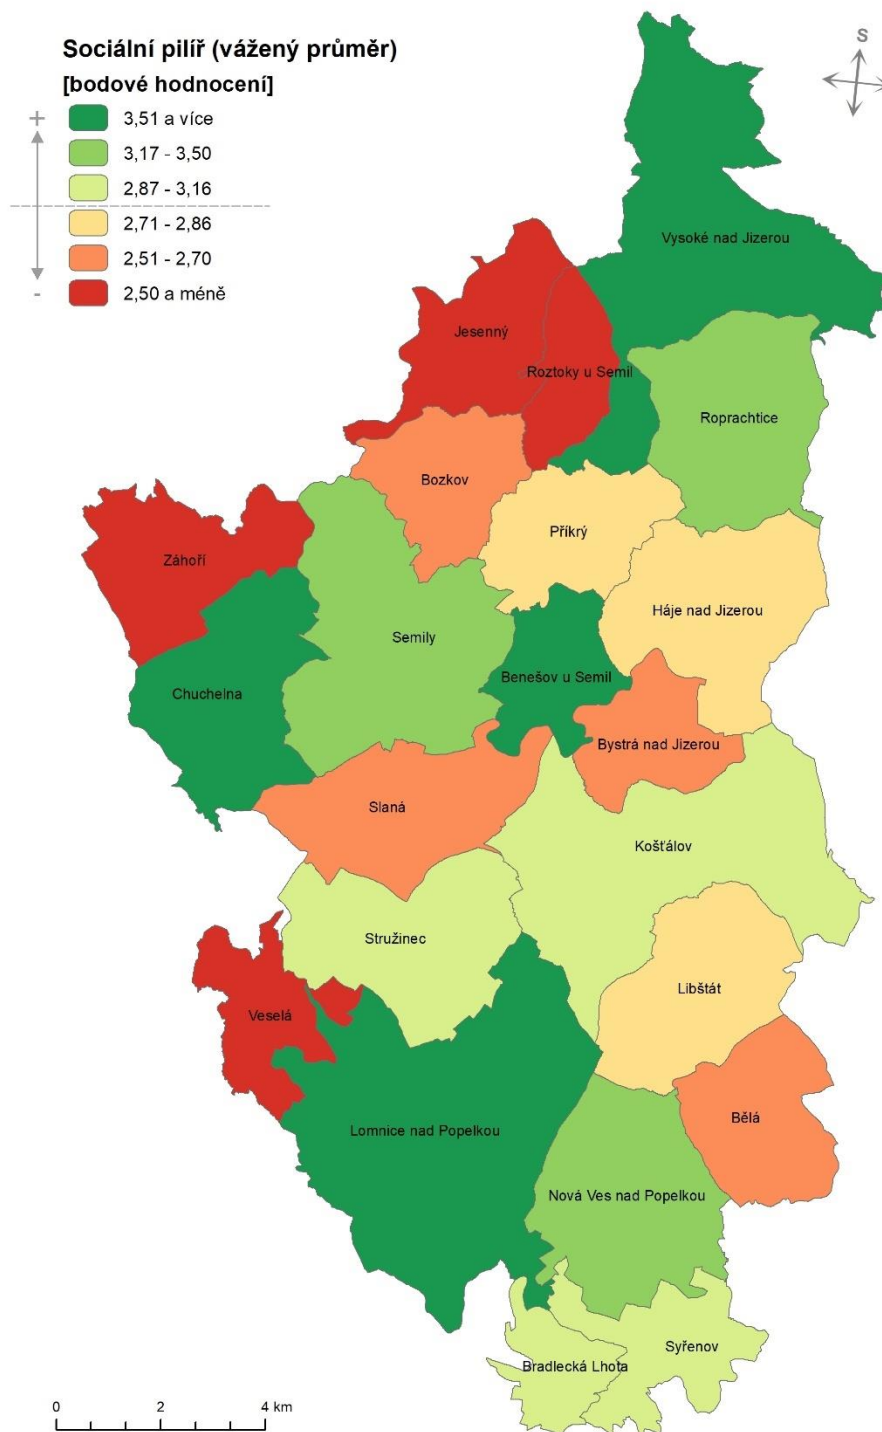 Sociální pilíř (vážený průměr)
[bodové hodnocení]
+
3,51 a více
3,17 - 3,50
2,87 - 3,16
2,71 - 2,86
2,51 - 2,70
-
2,50 a méně
S
Vysoké nad Jizerou
Jesenný
Roztoky u Semil
Roprachtice
Bozkov
Příkrý
Záhoří
Háje nad Jizerou
Semily
Benešov u Semil
Chuchelna
Bystrá nad Jizerou
Slaná
Košťálov
Stružinec
Libštát
Veselá
Bělá
Lomnice nad Popelkou
Nová Ves nad Popelkou
Syřenov
Bradlecká Lhota
0 2 4 km